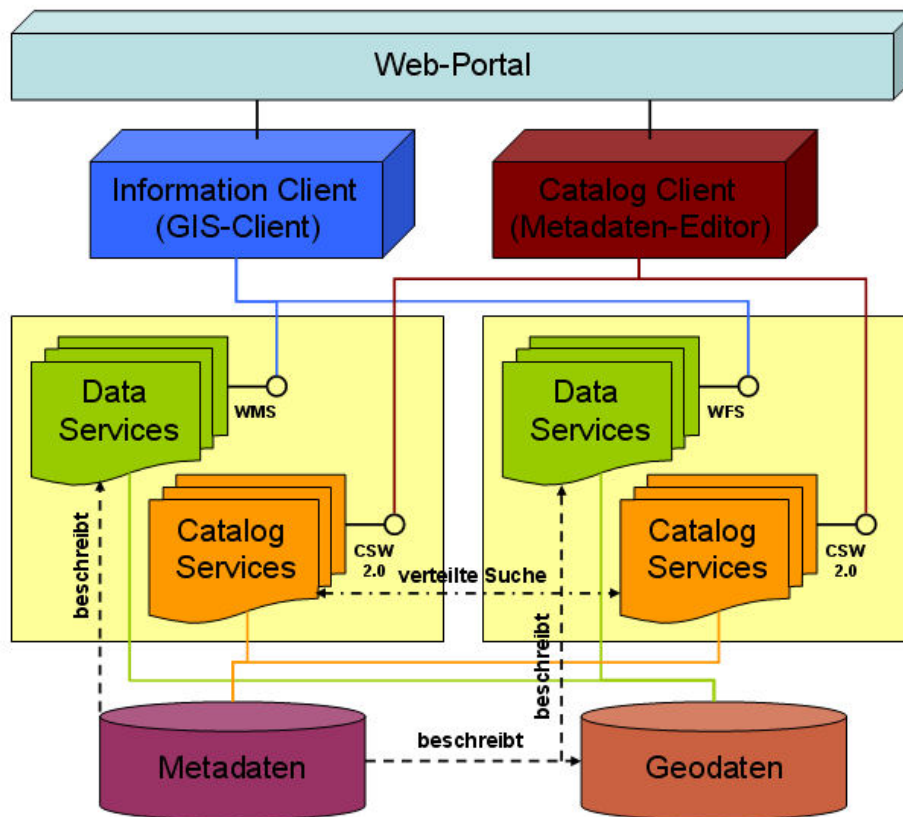 Web-Portal
Information Client
(GIS-Client)
Catalog Client
(Metadaten-Editor)
Data
Services
WMS
Catalog
Services
CSW
2.0
beschreibt
Data
Services
WFS
Catalog
Services
CSW
2.0
verteilte Suche
beschreibt
beschreibt
Metadaten
Geodaten